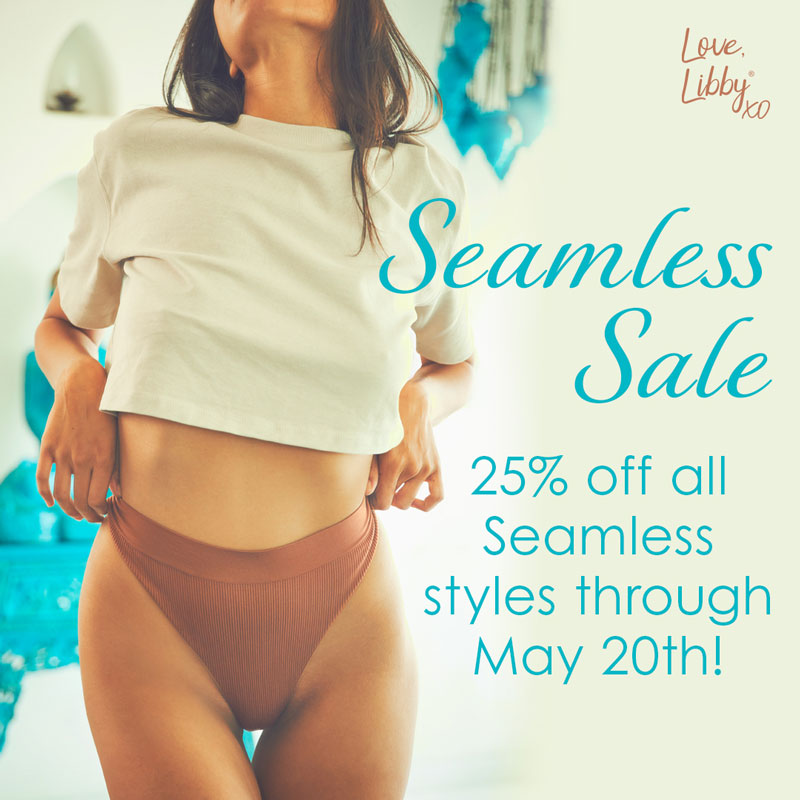 Love,
Libby®
xo
Seamless
Sale
25% off all
Seamless
styles through
May 20th!